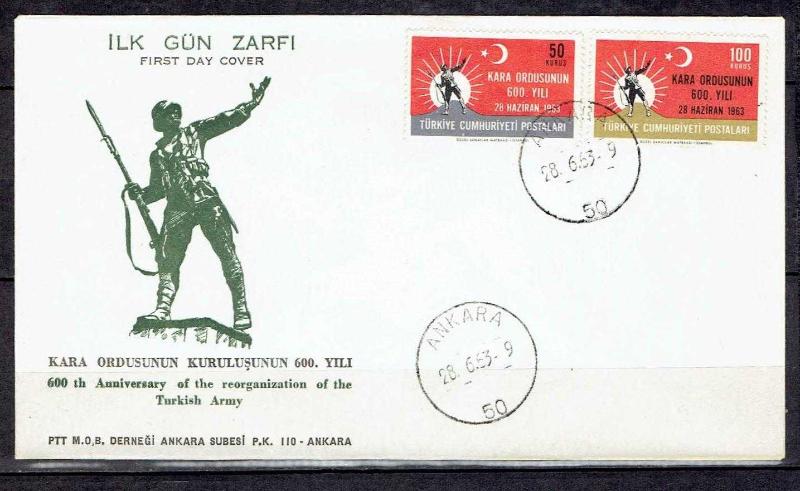 İLK GÜN ZARFI
FIRST DAY COVER
50
KURUŞ
KARA ORDUSUNUN
600. YILI
28 HAZİRAN 1963
TÜRKİYE CUMHURİYETİ POSTALARI
100
KURUŞ
KARA ORDUSUNUN
600. YILI
28 HAZİRAN 1963
TÜRKİYE CUMHURİYETİ POSTALARI
ANKARA
28.6.63-9
50
ANKARA
28.6.63-9
50
KARA ORDUSUNUN KURULUŞUNUN 600. YILI
600 th Anniversary of the reorganization of the
Turkish Army
PTT M.O,B. DERNEĞİ ANKARA SUBESİ P.K. 110 - ANKARA